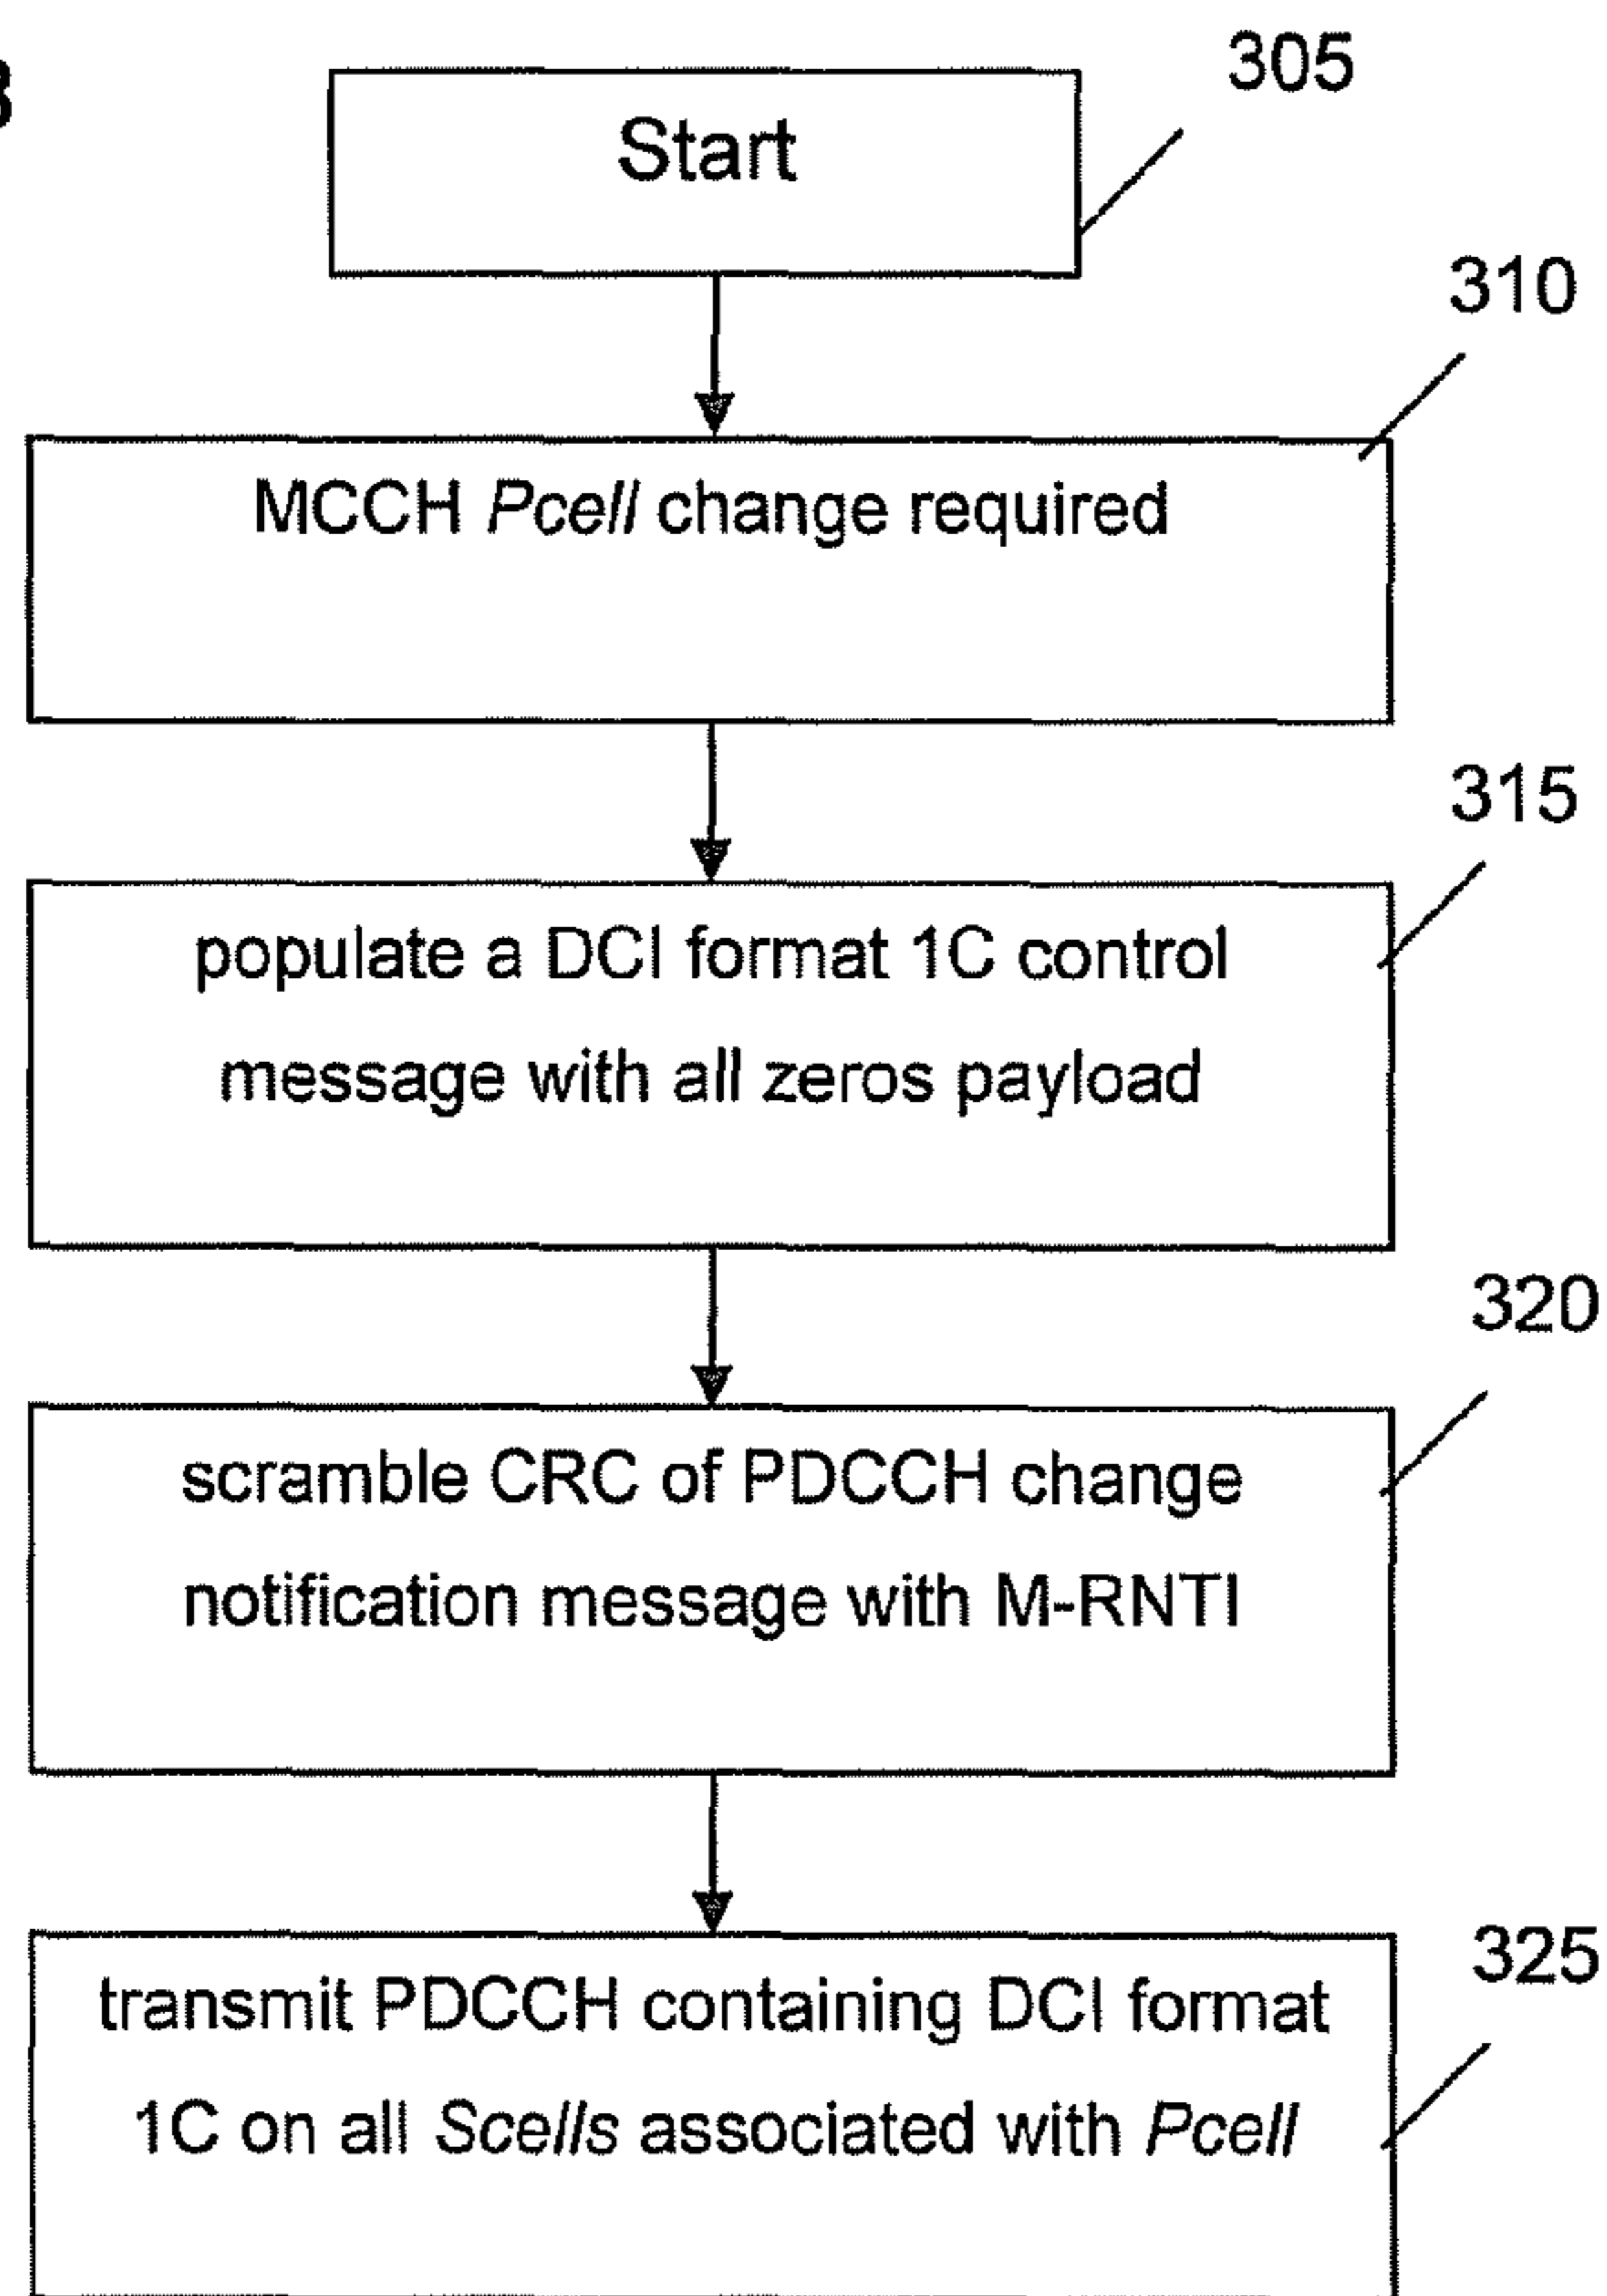 305
Start
310
MCCH Pcell change required
315
populate a DCI format 1C control
message with all zeros payload
320
scramble CRC of PDCCH change
notification message with M-RNTI
325
transmit PDCCH containing DCI format
1C on all Scells associated with Pcell